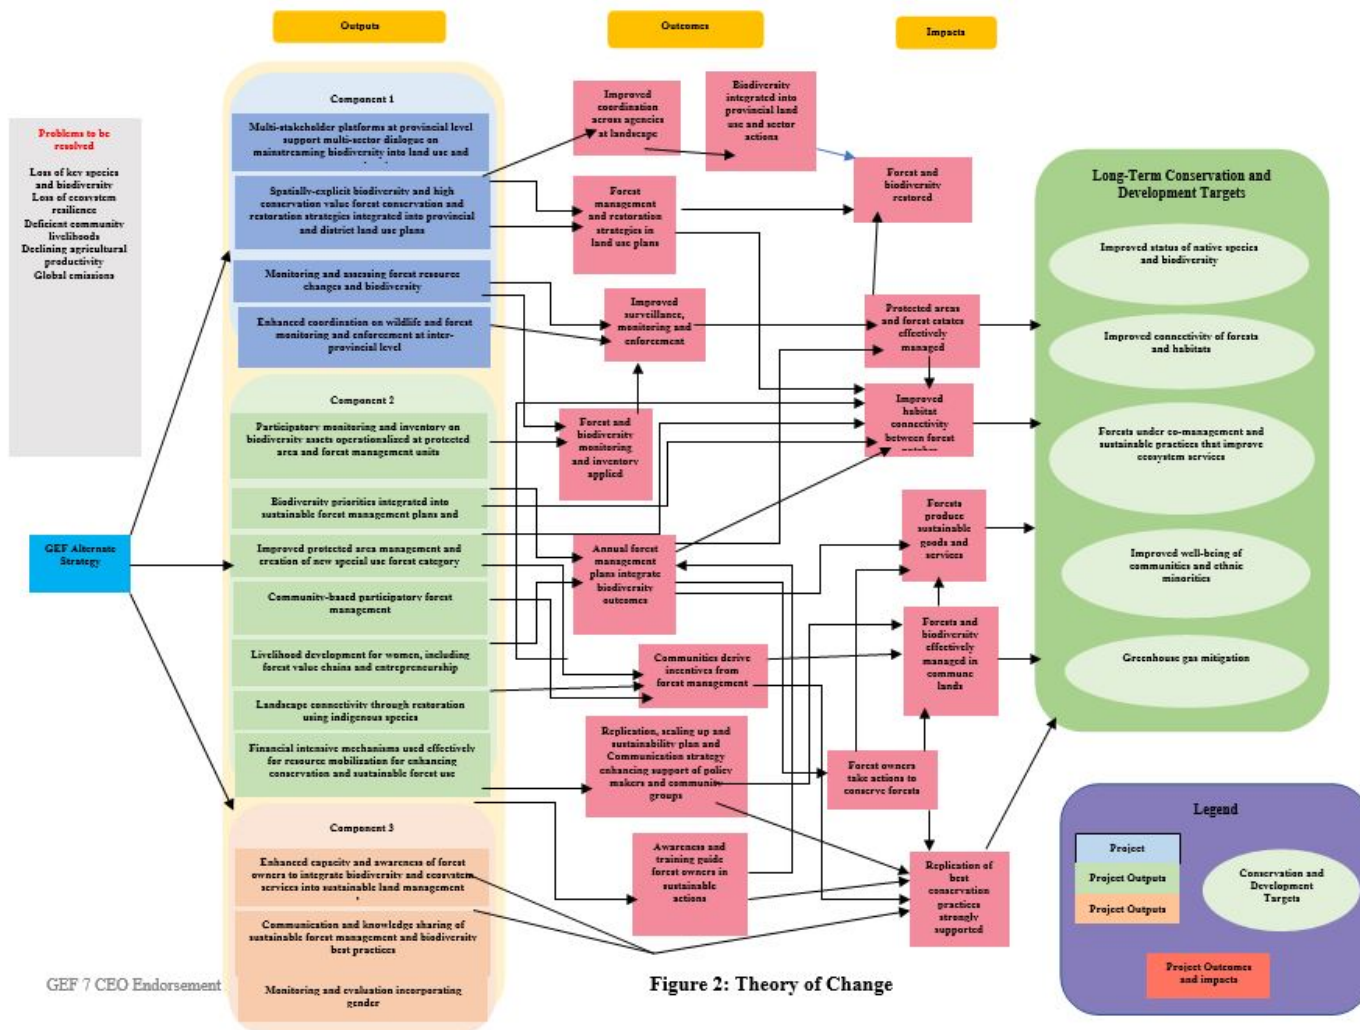 Outputs
Outcomes
Impacts
Problems to be
resolved
Loss of key species
and biodiversity
Loss of ecosystem
resilience
Deficient community
livelihoods
Declining agricultural
productivity
Global emissions
GEF Alternate
Strategy
Component 1
Multi-stakeholder platforms at provincial level
support multi-sector dialogue on
mainstreaming biodiversity into land use and
Spatially-explicit biodiversity and high
conservation value forest conservation and
restoration strategies integrated into provincial
and district land use plans
Monitoring and assessing forest resource
changes and biodiversity
Enhanced coordination on wildlife and forest
monitoring and enforcement at inter-
provincial level
Component 2
Participatory monitoring and inventory on
biodiversity assets operationalized at protected
area and forest management units
Biodiversity priorities integrated into
sustainable forest management plans and
Improved protected area management and
creation of new special use forest category
Community-based participatory forest
management
Livelihood development for women, including
forest value chains and entrepreneurship
Landscape connectivity through restoration
using indigenous species
Financial intensive mechanisms used effectively
for resource mobilization for enhancing
conservation and sustainable forest use
Component 3
Enhanced capacity and awareness of forest
owners to integrate biodiversity and ecosystem
services into sustainable land management
Communication and knowledge sharing of
sustainable forest management and biodiversity
best practices
Monitoring and evaluation incorporating
gender
Improved
coordination
across agencies
at landscape
Biodiversity
integrated into
provincial land
use and sector
actions
Forest
management
and restoration
strategies in
land use plans
Improved
surveillance,
monitoring and
enforcement
Forest and
biodiversity
monitoring
and inventory
applied
Annual forest
management
plans integrate
biodiversity
outcomes
Communities derive
incentives from
forest management
Replication, scaling up and
sustainability plan and
Communication strategy
enhancing support of policy
makers and community
groups
Awareness and
training guide
forest owners in
sustainable
actions
Forest and
biodiversity
restored
Protected areas
and forest estates
effectively
managed
Improved
habitat
connectivity
between forest
Forests
produce
sustainable
goods and
services
Forests and
biodiversity
effectively
managed in
commune
lands
Forest owners
take actions to
conserve forests
Replication of
best
conservation
practices
strongly
supported
Long-Term Conservation and
Development Targets
Improved status of native species
and biodiversity
Improved connectivity of forests
and habitats
Forests under co-management and
sustainable practices that improve
ecosystem services
Improved well-being of
communities and ethnic
minorities
Greenhouse gas mitigation
Legend
Project
Project Outputs
Project Outputs
Conservation and
Development
Targets
Project Outcomes
and impacts
GEF 7 CEO Endorsement
Figure 2: Theory of Change